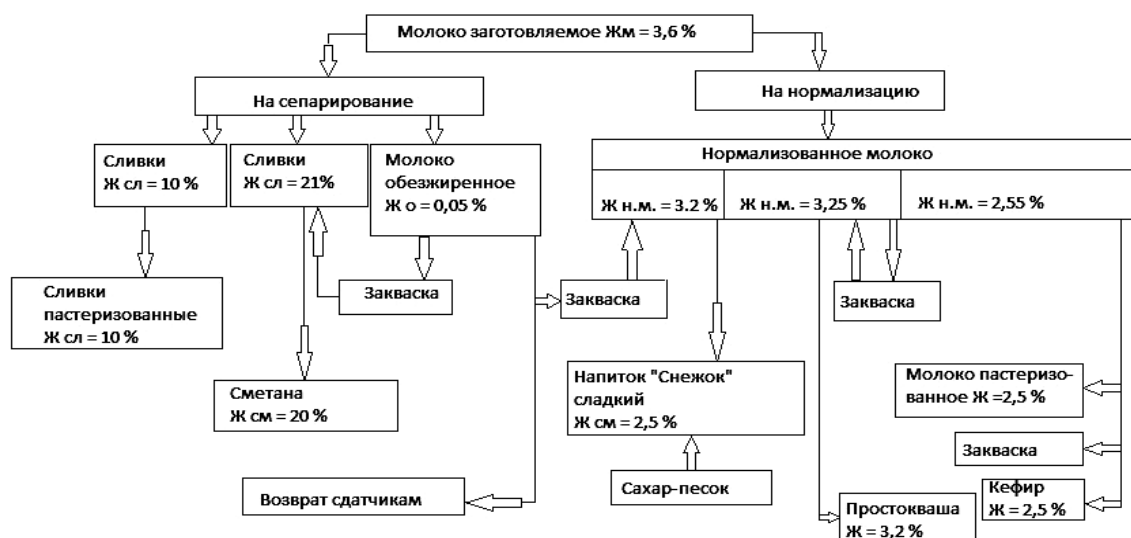 Молоко заготовляемое Жм = 3,6 %
На сепарирование
На нормализацию
Сливки
Ж сл = 10 %
Сливки
Ж сл = 21%
Молоко
обезжиренное
Ж о = 0,05 %
Нормализованное молоко
Ж н.м. = 3.2 %
Ж н.м. = 3,25 %
Ж н.м. = 2,55 %
Сливки
пастеризованные
Ж сл = 10 %
Закваска
Закваска
Закваска
Сметана
Ж см = 20 %
Напиток "Снежок"
сладкий
Ж см = 2,5 %
Молоко пастеризо-
ванное Ж =2,5 %
Закваска
Возврат сдатчикам
Сахар-песок
Кефир
Ж = 2,5 %
Простокваша
Ж = 3,2 %